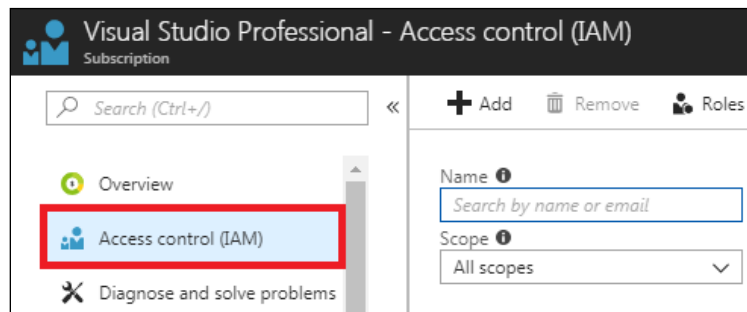 Visual Studio Professional - Access control (IAM)
Subscription
Search (Ctrl+/)
«
Add Remove Roles
Overview
Access control (IAM)
Diagnose and solve problems
Name
Search by name or email
Scope
All scopes